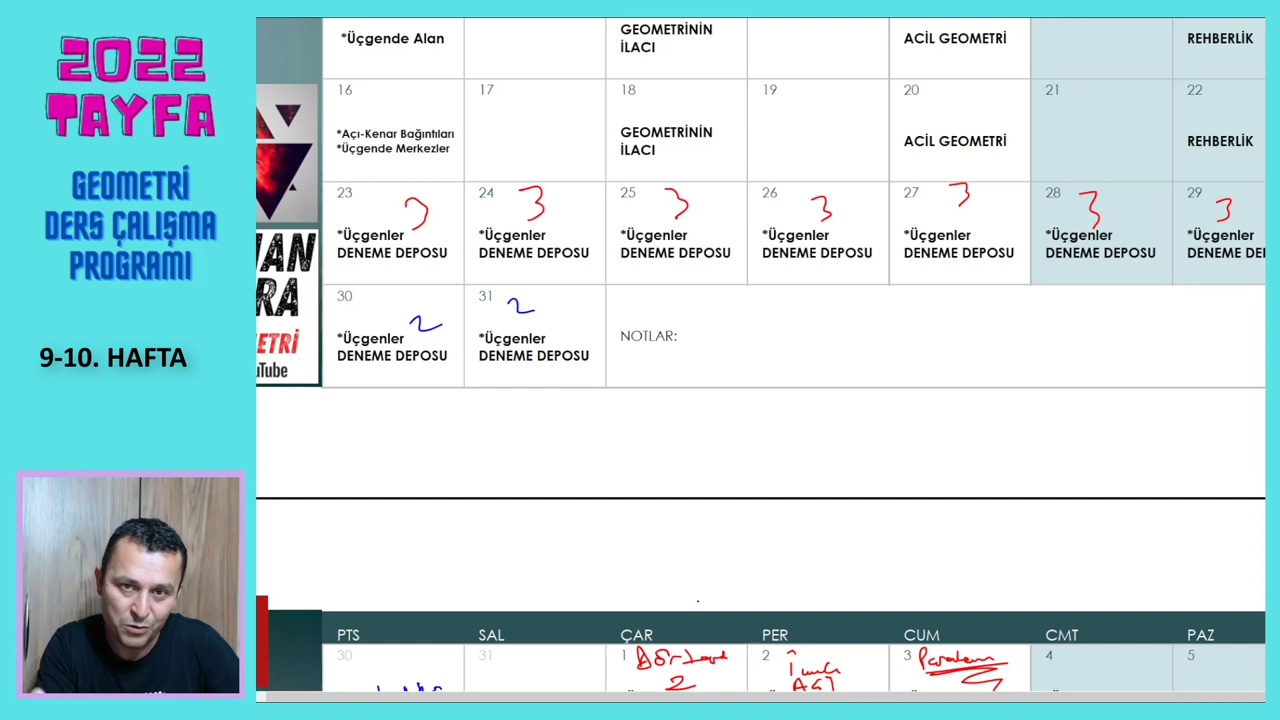 2022
TAYFA
GEOMETRİ
DERS ÇALIŞMA
PROGRAMI
9-10. HAFTA
*Üçgende Alan
GEOMETRİNİN
İLACI
ACİL GEOMETRİ
REHBERLİK
16
*Açı-Kenar Bağıntıları
*Üçgende Merkezler
17
18
GEOMETRİNİN
İLACI
19
20
ACİL GEOMETRİ
21
22
REHBERLİK
23
3
*Üçgenler
DENEME DEPOSU
24
3
*Üçgenler
DENEME DEPOSU
25
3
*Üçgenler
DENEME DEPOSU
26
3
*Üçgenler
DENEME DEPOSU
27
3
*Üçgenler
DENEME DEPOSU
28
3
*Üçgenler
DENEME DEPOSU
29
3
*Üçgenler
DENEME DEP
30
2
*Üçgenler
DENEME DEPOSU
31
2
*Üçgenler
DENEME DEPOSU
NOTLAR:
PTS SAL ÇAR PER CUM CMT PAZ
30 31 1 2 3 4 5
2